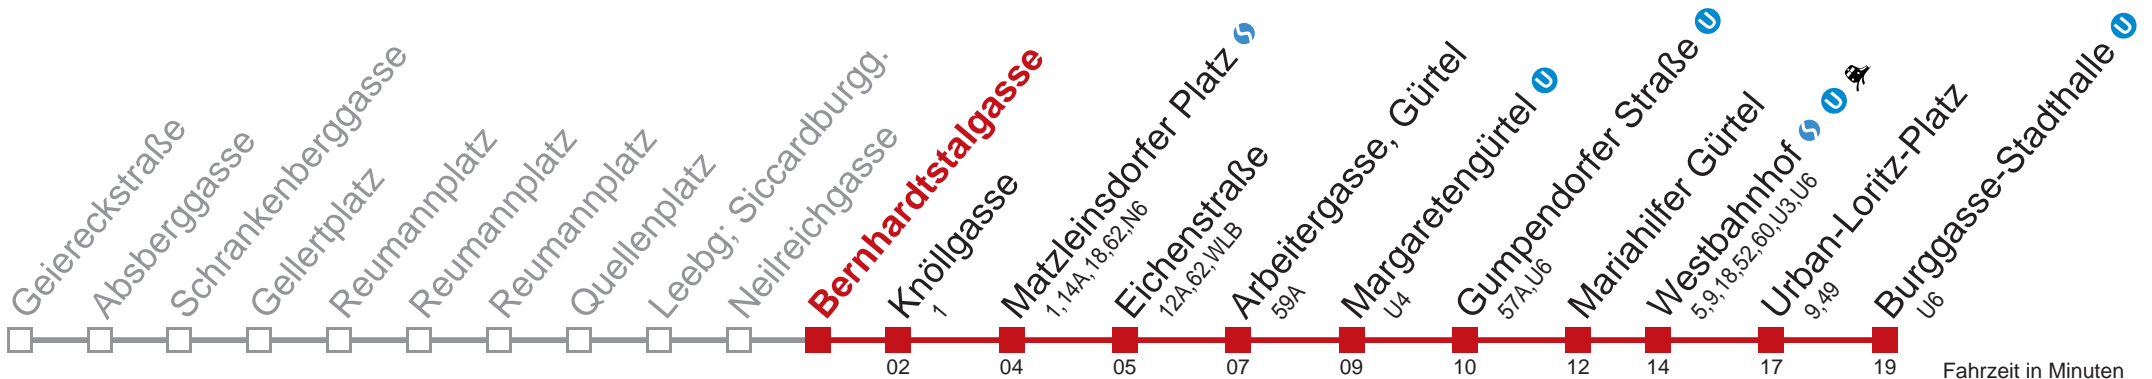 Geiereckstraße
Absberggasse
Schrankenberggasse
Gellertplatz
Reumannplatz
Reumannplatz
Reumannplatz
Quellenplatz
Leebg; Siccardburgg.
Neilreichgasse
Bernhardtstalgasse
Knöllgasse
1
02
Matzleinsdorfer Platz
1,14A,18,62,N6
04
Eichenstraße
12A,62,WLB
05
Arbeitergasse, Gürtel
59A
07
Margaretengürtel U
U4
09
Gumpendorfer Straße U
57A,U6
10
Mariahilfer Gürtel
12
Westbahnhof U
5,9,18,52,60,U3,U6
14
Urban-Loritz-Platz
9,49
17
Burggasse-Stadthalle U
U6
19
Fahrzeit in Minuten